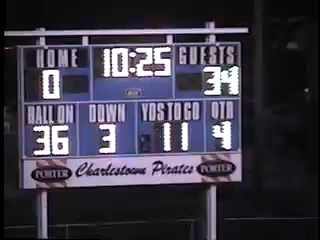 HOME 10:25 GUESTS
0 34
BALL ON DOWN YDS TO GO QTR
36 3 11 4
PORTER Charlestown Pirates PORTER